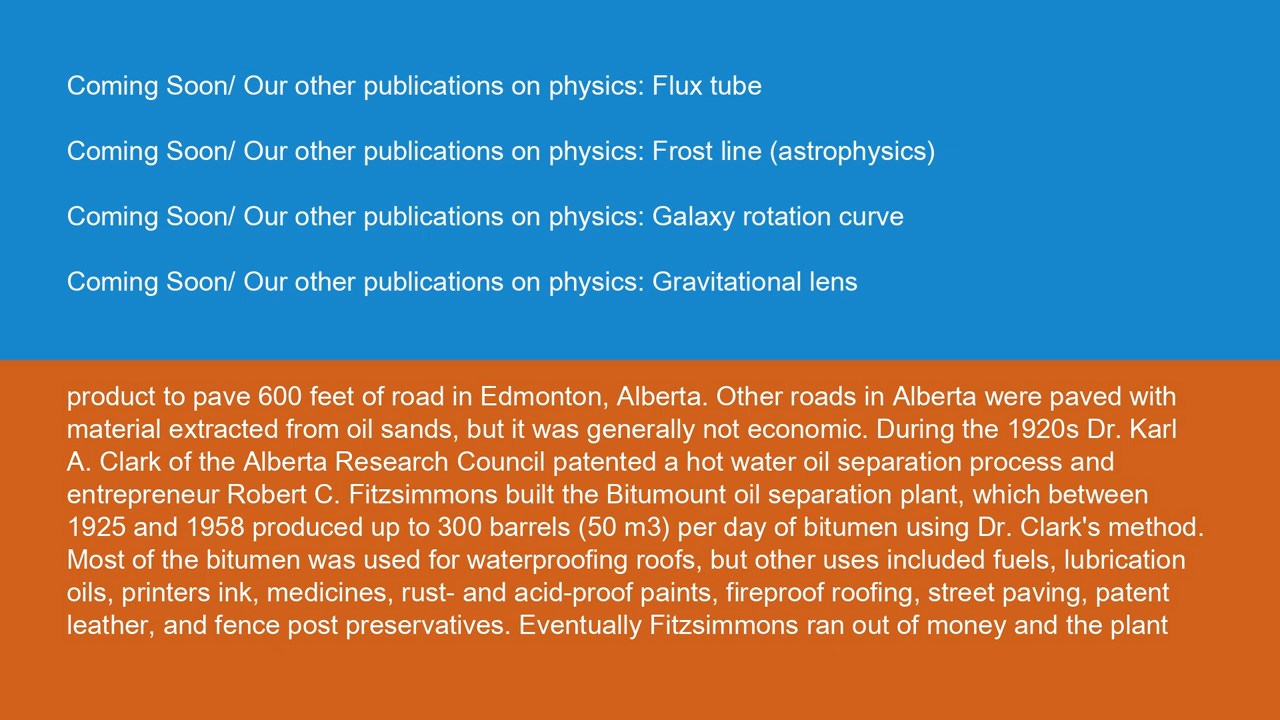 Coming Soon/ Our other publications on physics: Flux tube
Coming Soon/ Our other publications on physics: Frost line (astrophysics)
Coming Soon/ Our other publications on physics: Galaxy rotation curve
Coming Soon/ Our other publications on physics: Gravitational lens
product to pave 600 feet of road in Edmonton, Alberta. Other roads in Alberta were paved with
material extracted from oil sands, but it was generally not economic. During the 1920s Dr. Karl
A. Clark of the Alberta Research Council patented a hot water oil separation process and
entrepreneur Robert C. Fitzsimmons built the Bitumount oil separation plant, which between
1925 and 1958 produced up to 300 barrels (50 m3) per day of bitumen using Dr. Clark's method.
Most of the bitumen was used for waterproofing roofs, but other uses included fuels, lubrication
oils, printers ink, medicines, rust- and acid-proof paints, fireproof roofing, street paving, patent
leather, and fence post preservatives. Eventually Fitzsimmons ran out of money and the plant